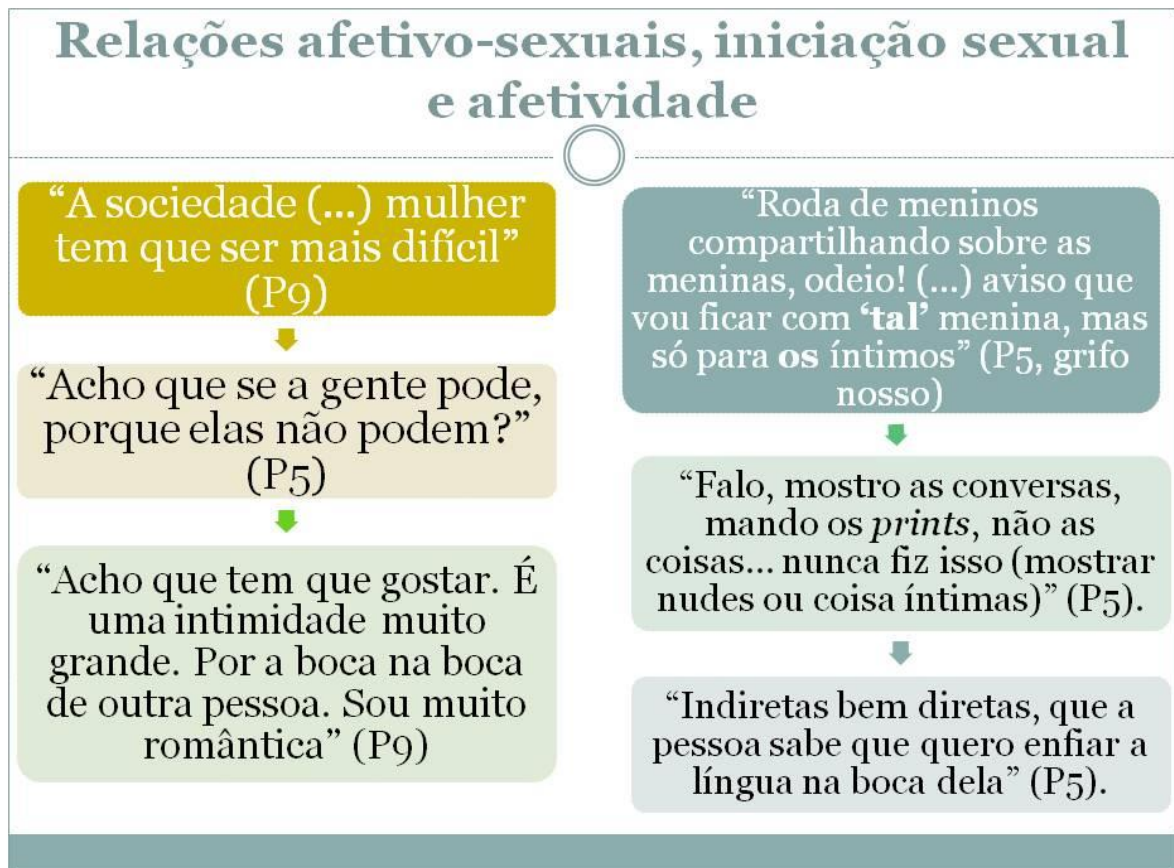 Relações afetivo-sexuais, iniciação sexual
e afetividade
“A sociedade (...) mulher
tem que ser mais difícil”
(P9)
“Acho que se a gente pode,
porque elas não podem?”
(P5)
“Acho que tem que gostar. É
uma intimidade muito
grande. Por a boca na boca
de outra pessoa. Sou muito
romântica” (P9)
“Roda de meninos
compartilhando sobre as
meninas, odeio! (...) aviso que
vou ficar com ‘tal’ menina, mas
só para os íntimos” (P5, grifo
nosso)
“Falo, mostro as conversas,
mando os prints, não as
coisas... nunca fiz isso (mostrar
nudes ou coisa íntimas)” (P5).
“Indiretas bem diretas, que a
pessoa sabe que quero enfiar a
língua na boca dela” (P5).